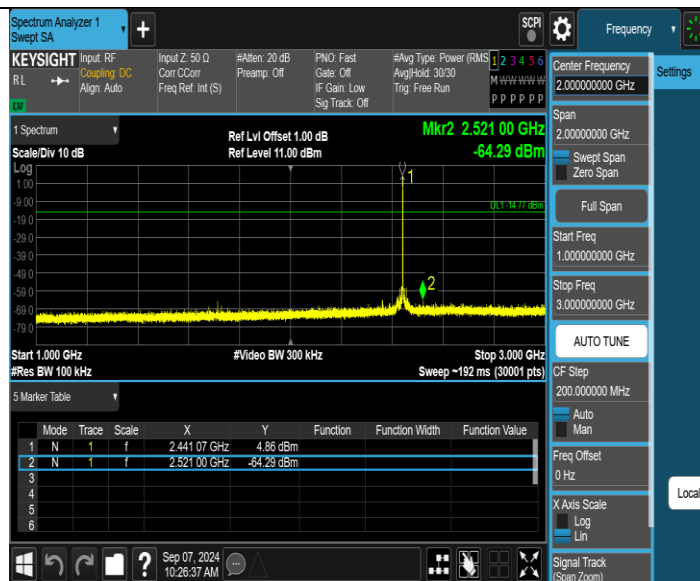 Spectrum Analyzer 1
Swept SA
SCPI
Frequency
KEYSIGHT
RL
LXI
Input: RF
Coupling: DC
Align: Auto
Input Z: 50 Ω
Corr CCorr
Freq Ref: Int (S)
#Atten: 20 dB
Preamp: Off
PNO: Fast
Gate: Off
IF Gain: Low
Sig Track: Off
#Avg Type: Power (RMS
Avg|Hold: 30/30
Trig: Free Run
1 2 3 4 5 6
M W W W W W
P P P P P P
1 Spectrum
Scale/Div 10 dB
Ref Lvl Offset 1.00 dB
Ref Level 11.00 dBm
Mkr2 2.521 00 GHz
-64.29 dBm
Log
1.00
-9.00
-19.0
-29.0
-39.0
-49.0
-59.0
-69.0
-79.0
1
DL1 -14.77 dBm
2
Start 1.000 GHz
#Res BW 100 kHz
#Video BW 300 kHz
Stop 3.000 GHz
Sweep ~192 ms (30001 pts)
5 Marker Table
Mode Trace Scale X Y Function Function Width Function Value
1 N 1 f 2.441 07 GHz 4.86 dBm
2 N 1 f 2.521 00 GHz -64.29 dBm
3
4
5
6
Sep 07, 2024
10:26:37 AM
Center Frequency
2.000000000 GHz
Span
2.00000000 GHz
Swept Span
Zero Span
Full Span
Start Freq
1.000000000 GHz
Stop Freq
3.000000000 GHz
AUTO TUNE
CF Step
200.000000 MHz
Auto
Man
Freq Offset
0 Hz
X Axis Scale
Log
Lin
Signal Track
(Span Zoom)
Settings
Local